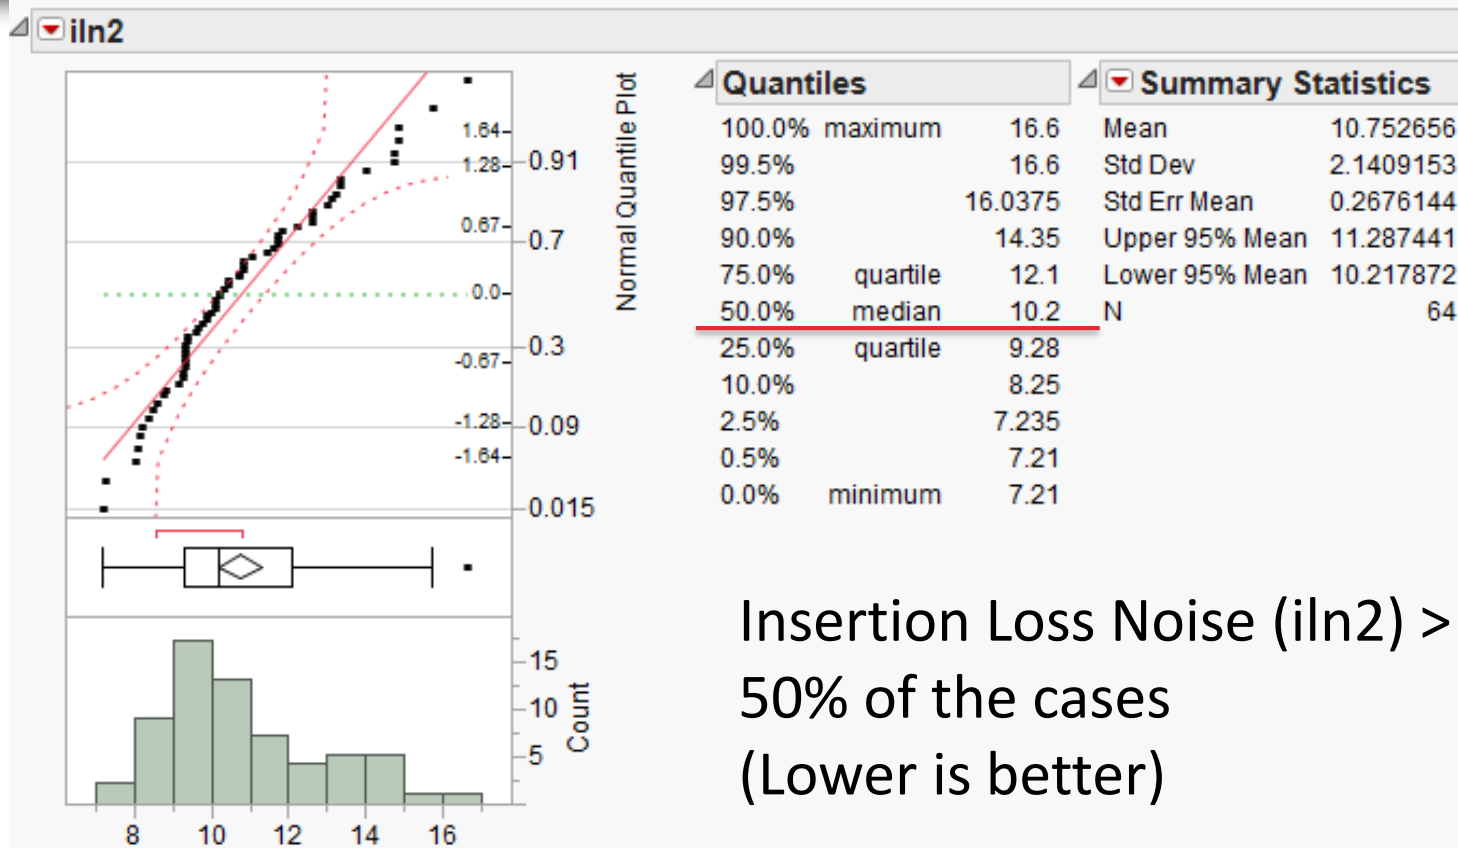 iln2
1.64
1.28
0.67
0.0
-0.67
-1.28
-1.64
0.91
0.7
0.3
0.09
0.015
Normal Quantile Plot
15
10
5
Count
8 10 12 14 16
Quantiles
100.0% maximum 16.6
99.5% 16.6
97.5% 16.0375
90.0% 14.35
75.0% quartile 12.1
50.0% median 10.2
25.0% quartile 9.28
10.0% 8.25
2.5% 7.235
0.5% 7.21
0.0% minimum 7.21
Summary Statistics
Mean 10.752656
Std Dev 2.1409153
Std Err Mean 0.2676144
Upper 95% Mean 11.287441
Lower 95% Mean 10.217872
N 64
Insertion Loss Noise (iln2) >
50% of the cases
(Lower is better)